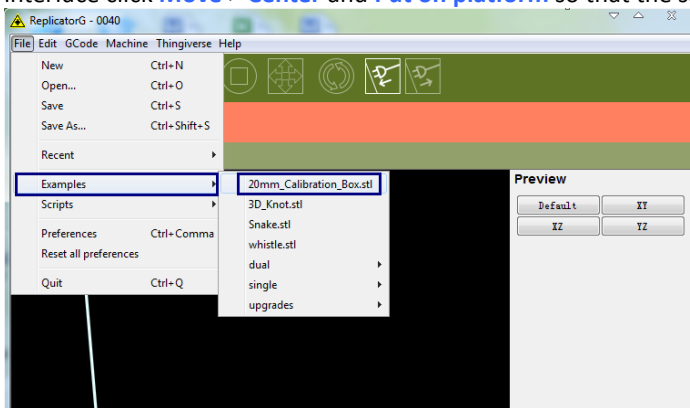 interface click Move > Center and Put on platform so that the s
ReplicatorG - 0040
File Edit GCode Machine Thingiverse Help
New Ctrl+N
Open... Ctrl+O
Save Ctrl+S
Save As... Ctrl+Shift+S
Recent
Examples
Scripts
Preferences Ctrl+Comma
Reset all preferences
Quit Ctrl+Q
20mm_Calibration_Box.stl
3D_Knot.stl
Snake.stl
whistle.stl
dual
single
upgrades
Preview
Default XY
XZ YZ